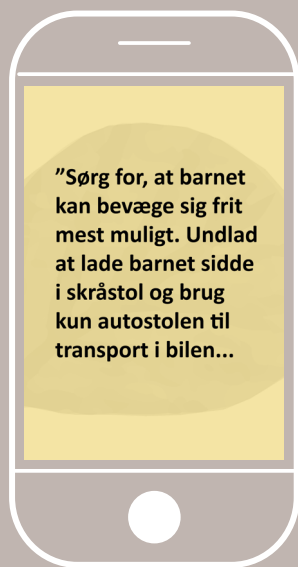 ”Sørg for, at barnet
kan bevæge sig frit
mest muligt. Undlad
at lade barnet sidde
i skråstol og brug
kun autostolen til
transport i bilen...